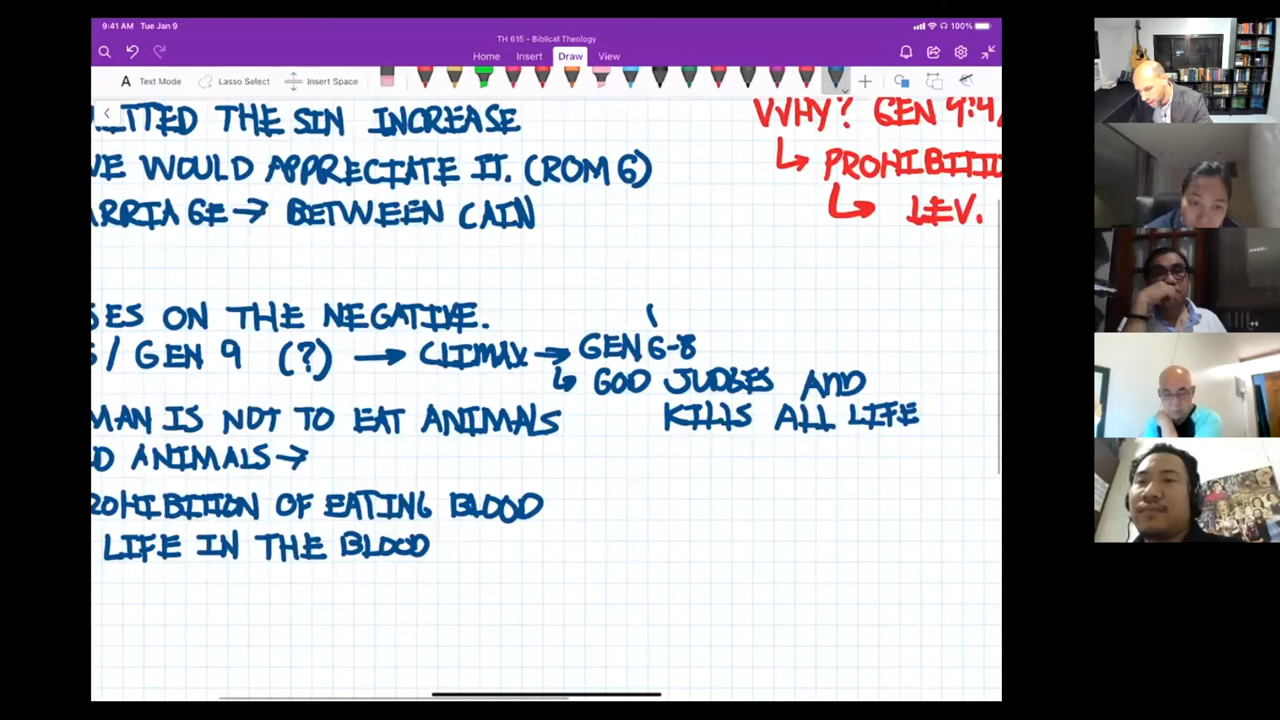 9:41 AM Tue Jan 9
100%
TH 615 - Biblical Theology
Home Insert Draw View
A Text Mode Lasso Select Insert Space
ITTED THE SIN INCREASE
WHY? GEN 9:4
VE WOULD APPRECIATE IT. (ROM 6)
PROHIBITIO
ARRIAGE → BETWEEN CAIN
LEV.
SES ON THE NEGATIVE.
/ GEN 9 (?) → CLIMAX → GEN 6-8
GOD JUDGES AND
KILLS ALL LIFE
MAN IS NOT TO EAT ANIMALS
D ANIMALS →
ROHIBITION OF EATING BLOOD
LIFE IN THE BLOOD